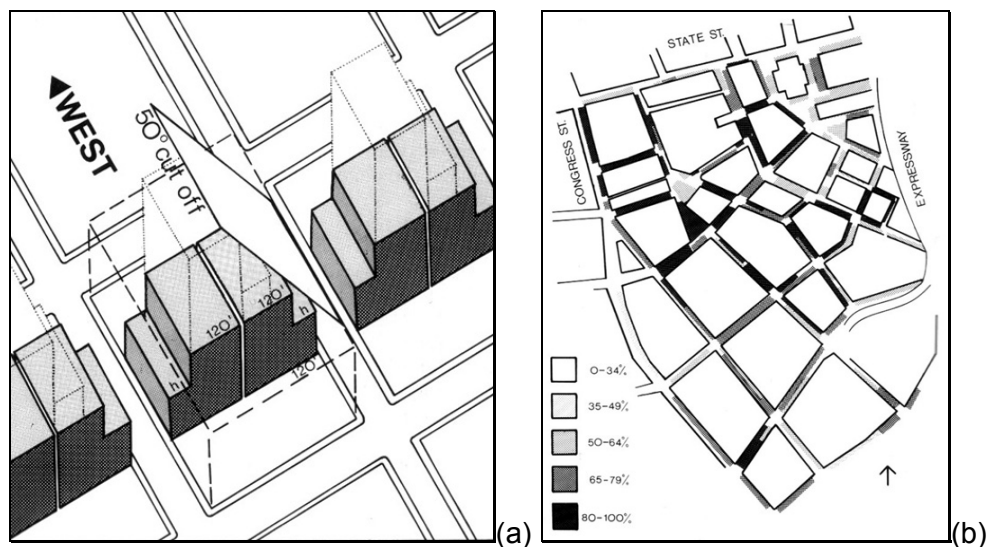 WEST
50° cut off
120'
120'
h
h
120'
(a)
STATE ST.
CONGRESS ST.
EXPRESSWAY
0-34%
35-49%
50-64%
65-79%
80-100%
(b)